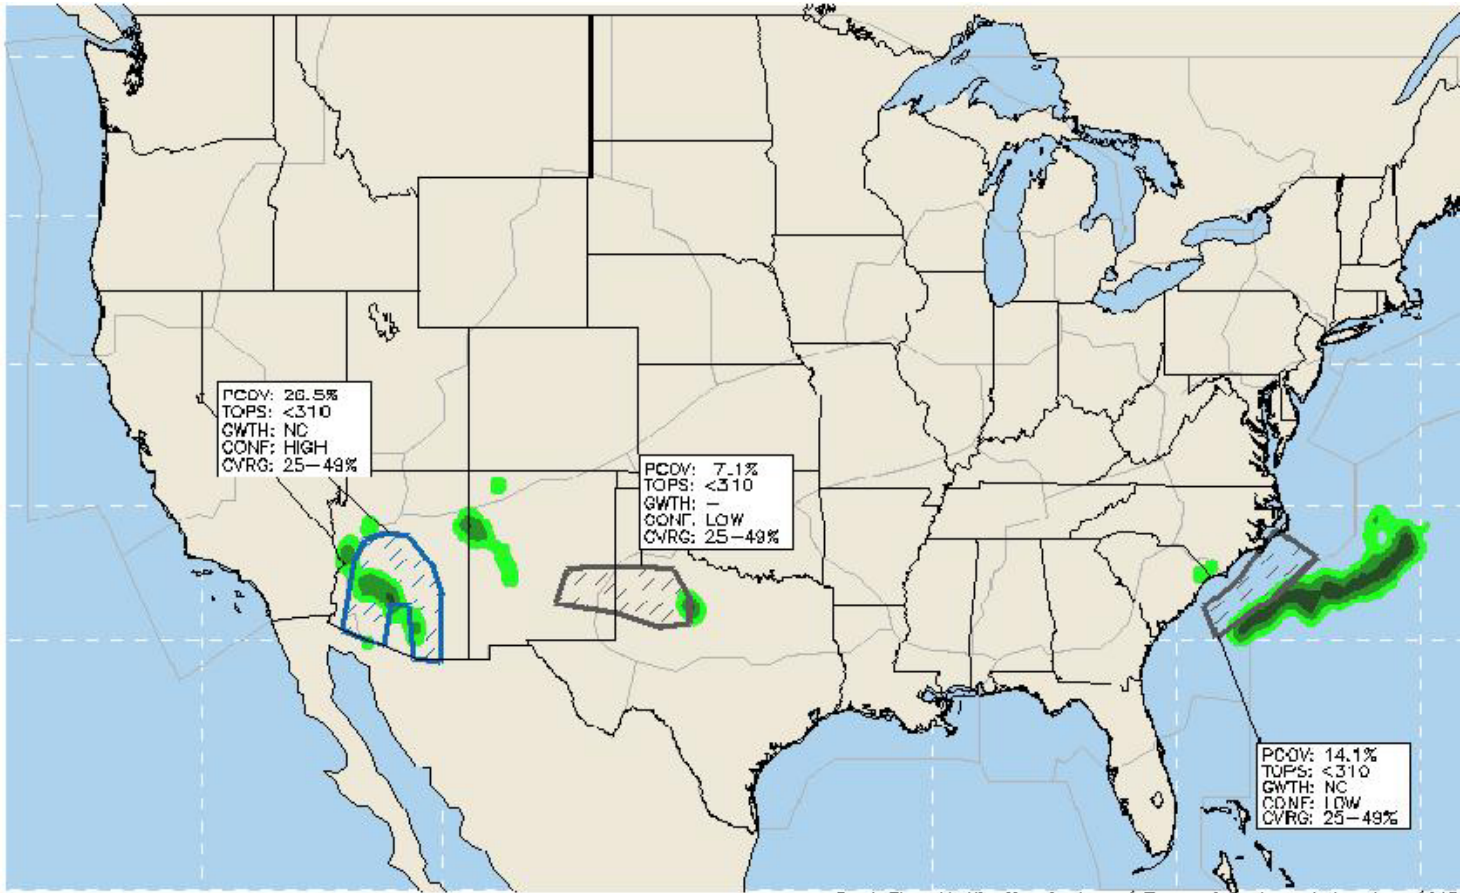 PCOV: 26.5%
TOPS: <310
GWTH: NC
CONF: HIGH
CVRG: 25-49%
PCOV: 7.1%
TOPS: <310
GWTH: -
CONF: LOW
CVRG: 25-49%
PCOV: 14.1%
TOPS: <310
GWTH: NC
CONF: LOW
CVRG: 25-49%